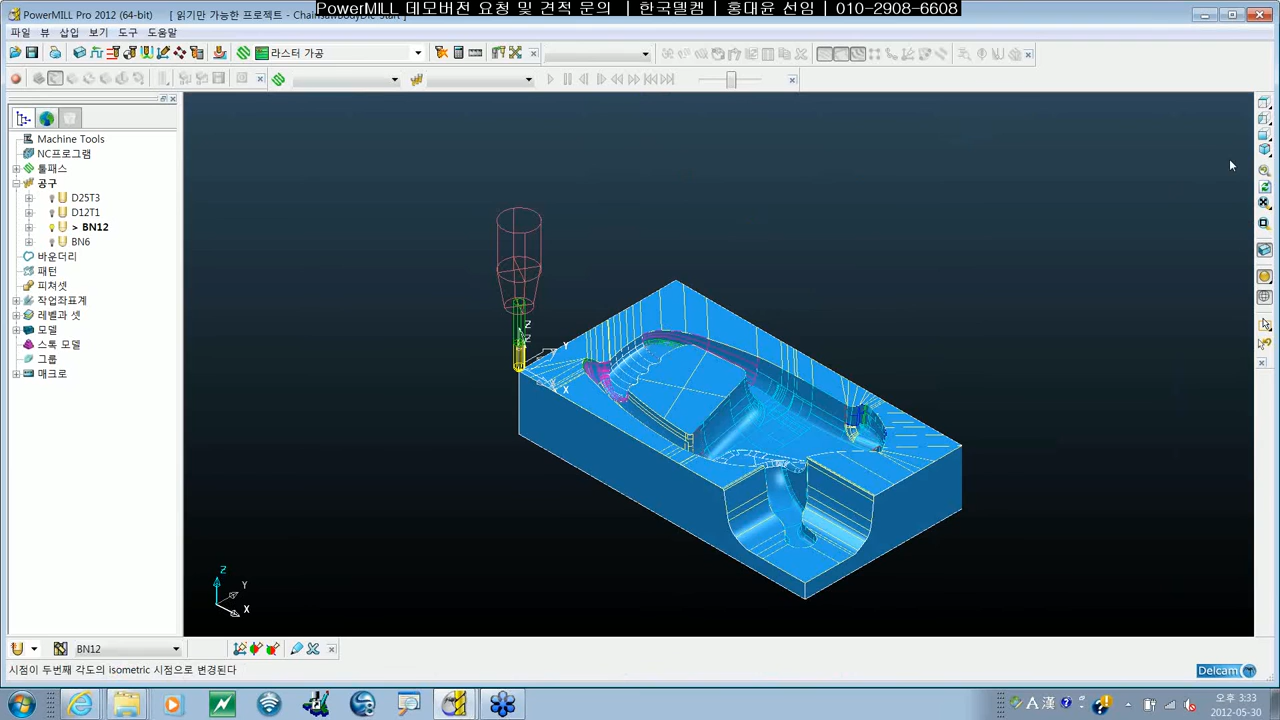 PowerMILL 데모버전 요청 및 견적 문의 | 한국델켐 | 홍대윤 선임 | 010-2908-6608
PowerMILL Pro 2012 (64-bit) - [ 읽기만 가능한 프로젝트 - ChainsawBodyDie-Start ]
파일 뷰 삽입 보기 도구 도움말
라스터 가공
Machine Tools
NC프로그램
툴패스
공구
D25T3
D12T1
> BN12
BN6
바운더리
패턴
피쳐셋
작업좌표계
레벨과 셋
모델
스톡 모델
그룹
매크로
Z
Z
Y
X
Z
Y
X
BN12
시점이 두번째 각도의 isometric 시점으로 변경된다
Delcam
A 漢
오후 3:33
2012-05-30